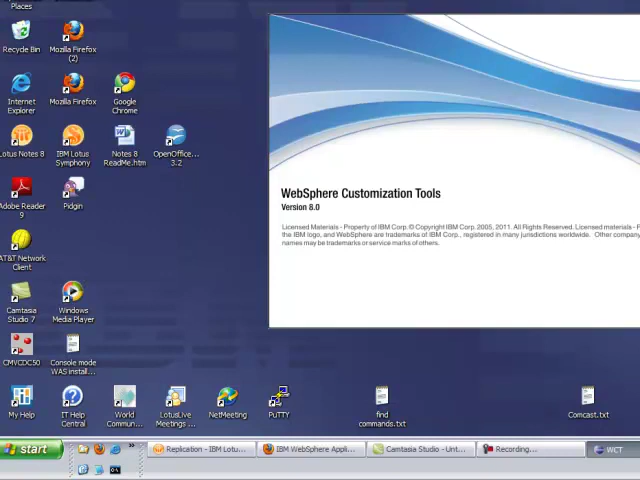 Places
Recycle Bin
Mozilla Firefox
(2)
Internet
Explorer
Mozilla Firefox
Google
Chrome
Lotus Notes 8
IBM Lotus
Symphony
Notes 8
ReadMe.htm
OpenOffice...
3.2
Adobe Reader
9
Pidgin
AT&T Network
Client
Camtasia
Studio 7
Windows
Media Player
CMVCDC50
Console mode
WAS install...
My Help
IT Help
Central
World
Commun...
LotusLive
Meetings ...
NetMeeting
PuTTY
find
commands.txt
Comcast.txt
WebSphere Customization Tools
Version 8.0
Licensed Materials - Property of IBM Corp. © Copyright IBM Corp. 2005, 2011. All Rights Reserved. Licensed materials -
the IBM logo, and WebSphere are trademarks of IBM Corp., registered in many jurisdictions worldwide. Other company,
names may be trademarks or service marks of others.
start
Replication - IBM Lotu...
IBM WebSphere Appli...
Camtasia Studio - Unt...
Recording...
WCT